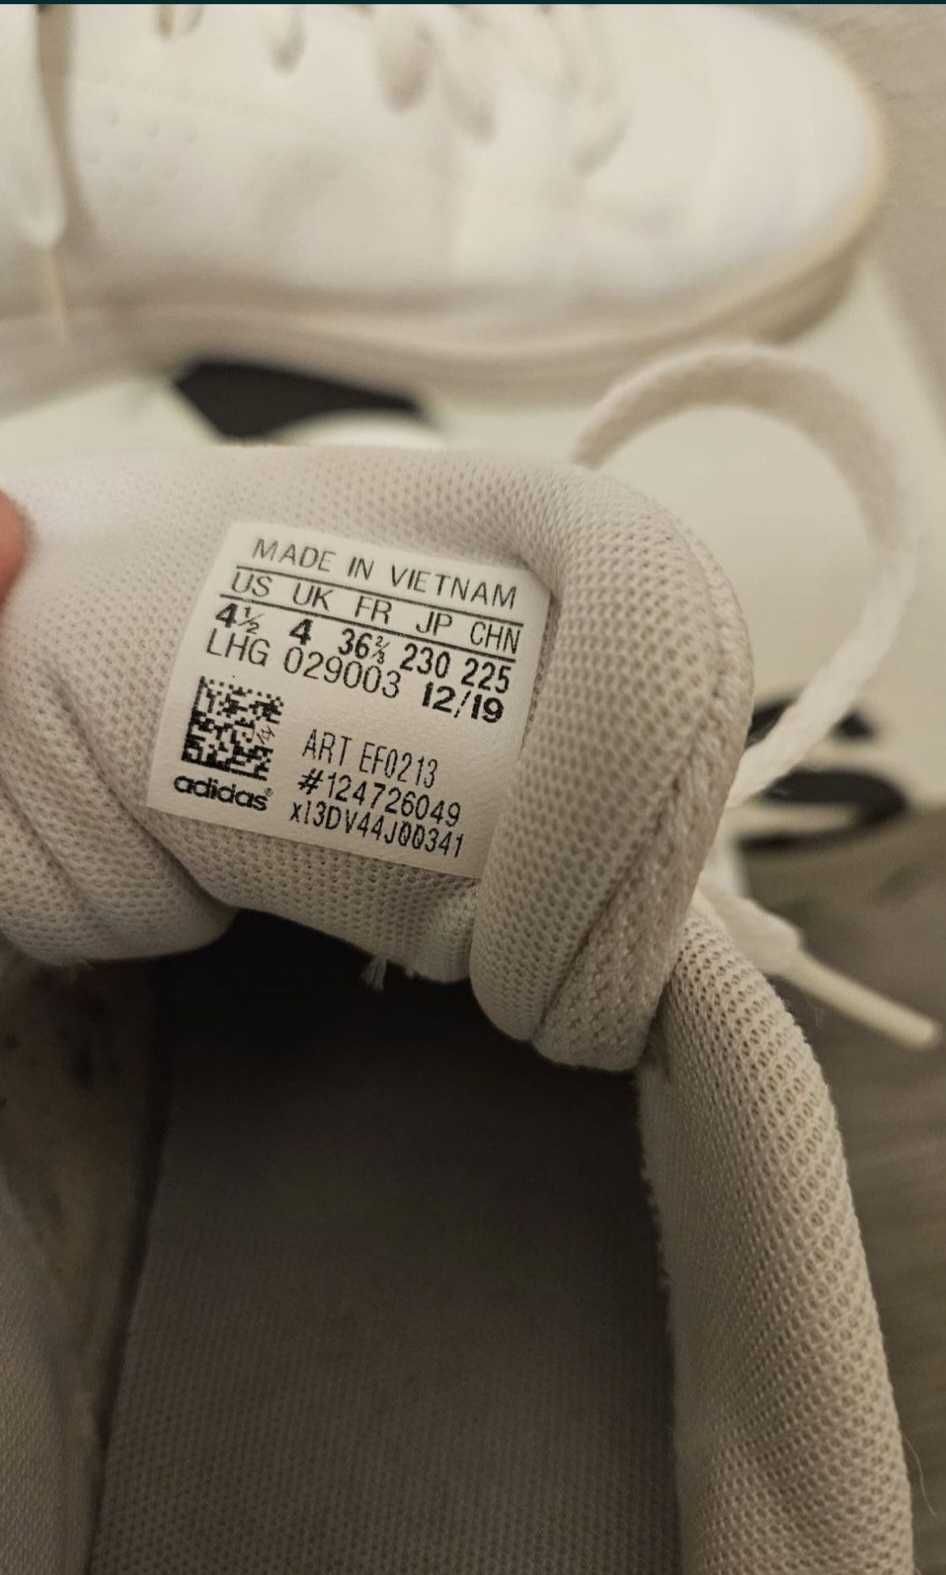 MADE IN VIETNAM
US UK FR JP CHN
4½ 4 36⅔ 230 225
LHG 029003 12/19
ART EF0213
#124726049
adidas®
x13DV44J00341